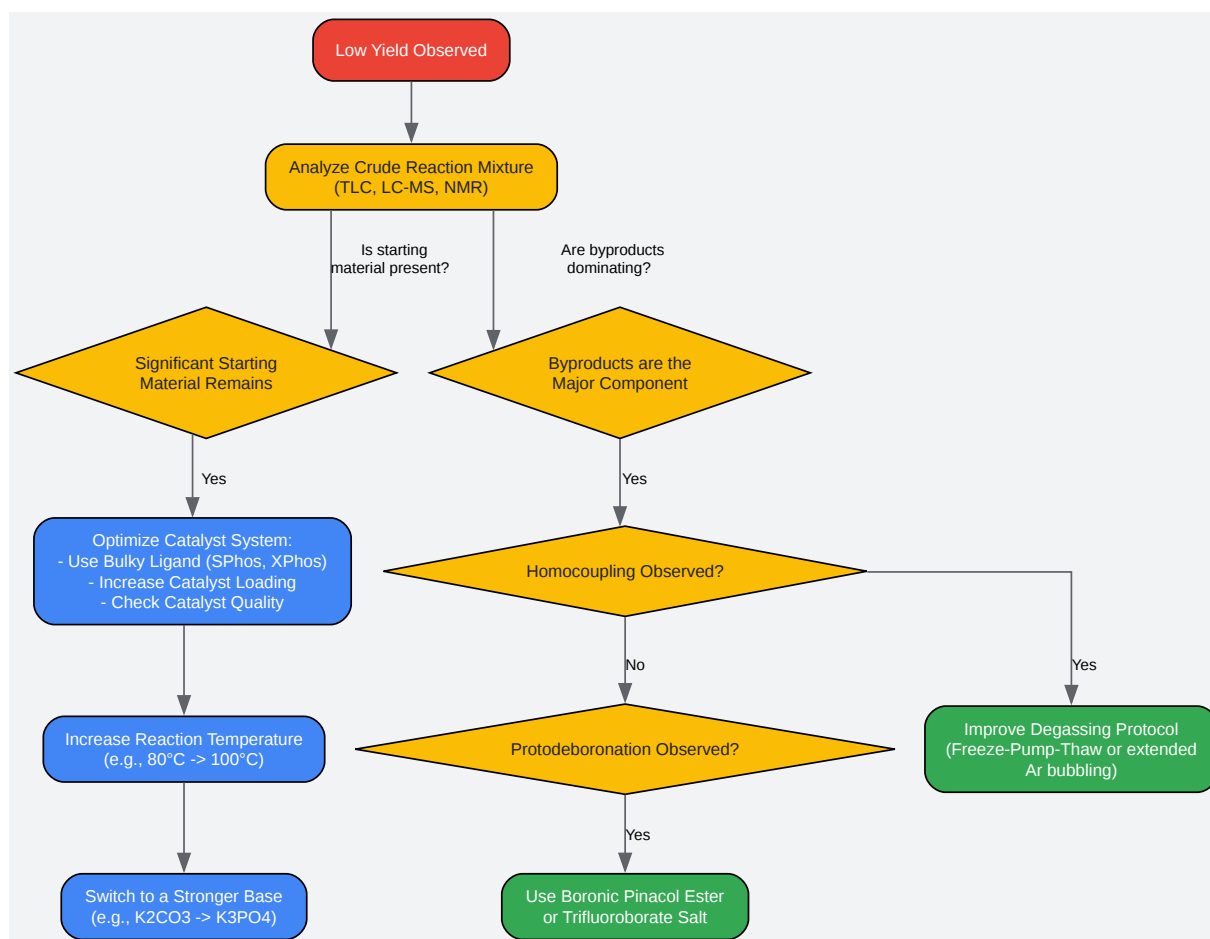 Low Yield Observed
Analyze Crude Reaction Mixture
(TLC, LC-MS, NMR)
Is starting
material present?
Are byproducts
dominating?
Significant Starting
Material Remains
Byproducts are the
Major Component
Yes
Yes
Optimize Catalyst System:
- Use Bulky Ligand (SPhos, XPhos)
- Increase Catalyst Loading
- Check Catalyst Quality
Homocoupling Observed?
No
Yes
Increase Reaction Temperature
(e.g., 80°C -> 100°C)
Protodeboronation Observed?
Improve Degassing Protocol
(Freeze-Pump-Thaw or extended
Ar bubbling)
Yes
Switch to a Stronger Base
(e.g., K2CO3 -> K3PO4)
Use Boronic Pinacol Ester
or Trifluoroborate Salt